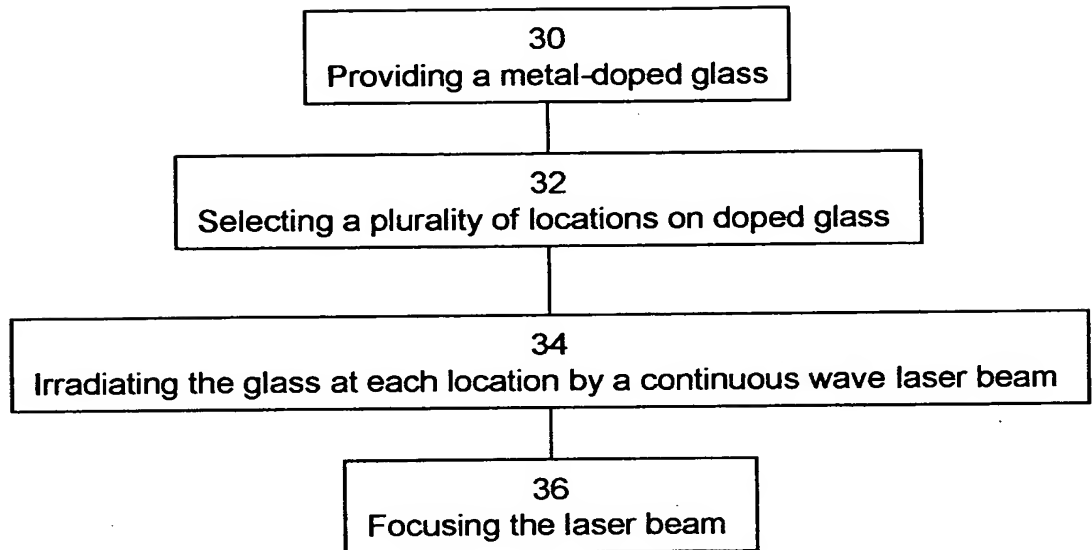 30
Providing a metal-doped glass
32
Selecting a plurality of locations on doped glass
34
Irradiating the glass at each location by a continuous wave laser beam
36
Focusing the laser beam